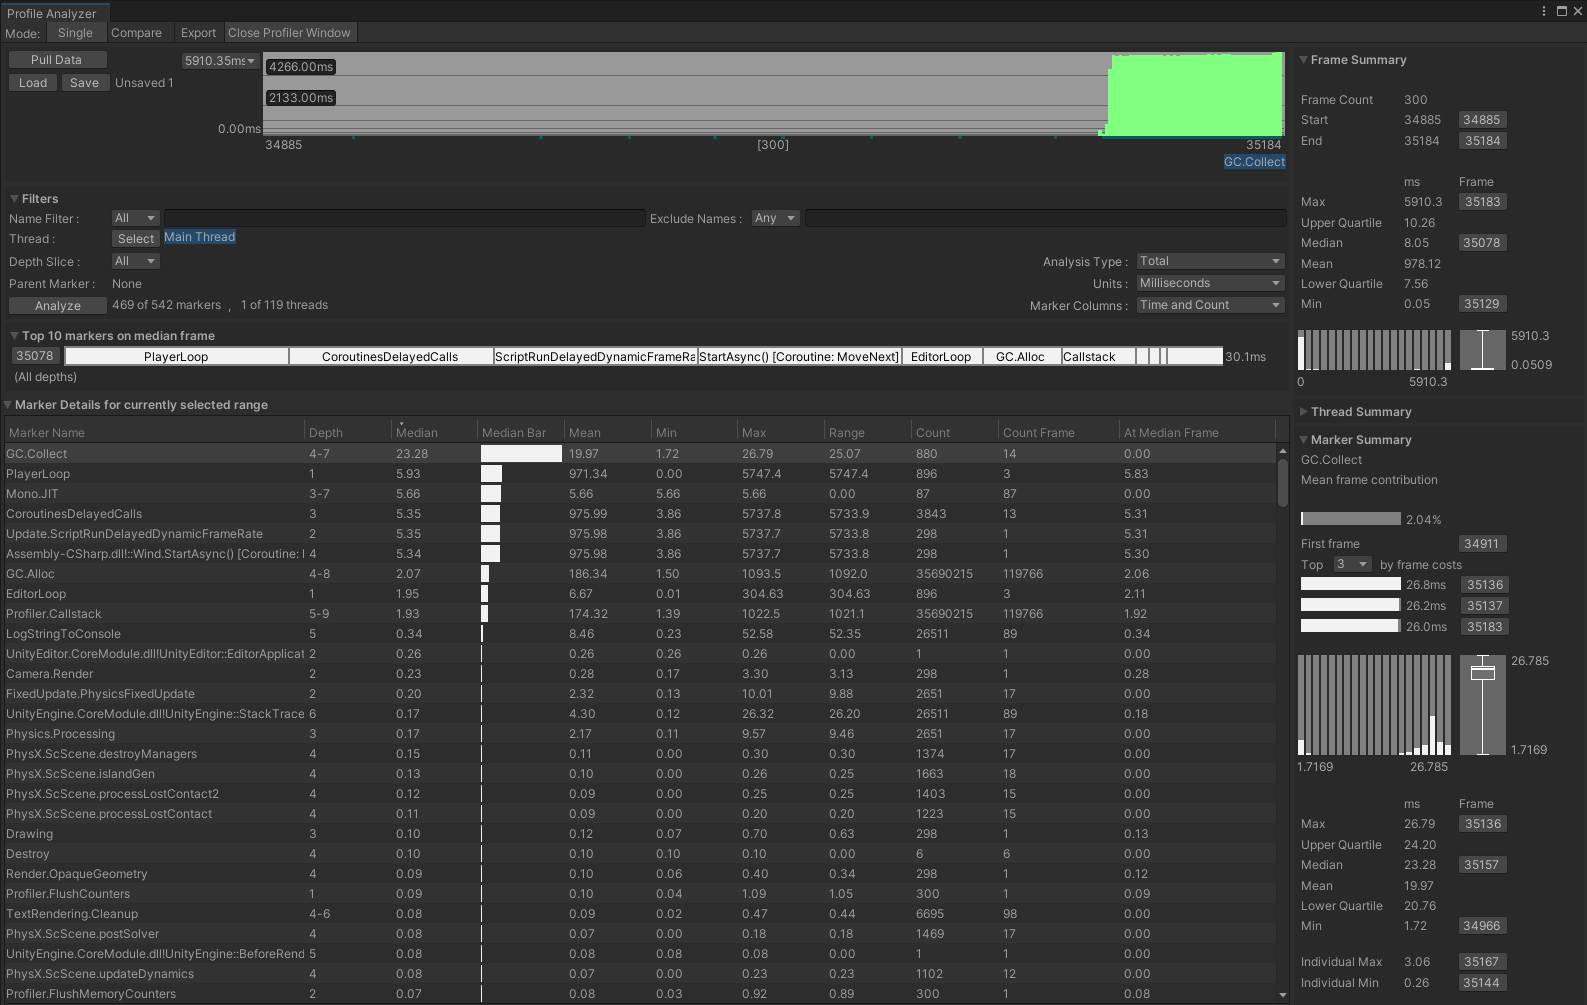 Profile Analyzer
Mode: Single Compare Export Close Profiler Window
Pull Data
Load Save Unsaved 1
5910.35ms
4266.00ms
2133.00ms
0.00ms
34885 [300] 35184
GC.Collect
Filters
Name Filter : All Exclude Names : Any
Thread : Select Main Thread
Depth Slice : All Analysis Type : Total
Parent Marker : None Units : Milliseconds
Analyze 469 of 542 markers , 1 of 119 threads Marker Columns : Time and Count
Top 10 markers on median frame
35078 PlayerLoop CoroutinesDelayedCalls ScriptRunDelayedDynamicFrameRa StartAsync() [Coroutine: MoveNext] EditorLoop GC.Alloc Callstack 30.1ms
(All depths)
Marker Details for currently selected range
Marker Name Depth Median Median Bar Mean Min Max Range Count Count Frame At Median Frame
GC.Collect 4-7 23.28 19.97 1.72 26.79 25.07 880 14 0.00
PlayerLoop 1 5.93 971.34 0.00 5747.4 5747.4 896 3 5.83
Mono.JIT 3-7 5.66 5.66 5.66 5.66 0.00 87 87 0.00
CoroutinesDelayedCalls 3 5.35 975.99 3.86 5737.8 5733.9 3843 13 5.31
Update.ScriptRunDelayedDynamicFrameRate 2 5.35 975.98 3.86 5737.7 5733.8 298 1 5.31
Assembly-CSharp.dll!::Wind.StartAsync() [Coroutine: 4 5.34 975.98 3.86 5737.7 5733.8 298 1 5.30
GC.Alloc 4-8 2.07 186.34 1.50 1093.5 1092.0 35690215 119766 2.06
EditorLoop 1 1.95 6.67 0.01 304.63 304.63 896 3 2.11
Profiler.Callstack 5-9 1.93 174.32 1.39 1022.5 1021.1 35690215 119766 1.92
LogStringToConsole 5 0.34 8.46 0.23 52.58 52.35 26511 89 0.34
UnityEditor.CoreModule.dll!UnityEditor::EditorApplicat 2 0.26 0.26 0.26 0.26 0.00 1 1 0.00
Camera.Render 2 0.23 0.28 0.17 3.30 3.13 298 1 0.28
FixedUpdate.PhysicsFixedUpdate 2 0.20 2.32 0.13 10.01 9.88 2651 17 0.00
UnityEngine.CoreModule.dll!UnityEngine::StackTrace 6 0.17 4.30 0.12 26.32 26.20 26511 89 0.18
Physics.Processing 3 0.17 2.17 0.11 9.57 9.46 2651 17 0.00
PhysX.ScScene.destroyManagers 4 0.15 0.11 0.00 0.30 0.30 1374 17 0.00
PhysX.ScScene.islandGen 4 0.13 0.10 0.00 0.26 0.25 1663 18 0.00
PhysX.ScScene.processLostContact2 4 0.12 0.09 0.00 0.25 0.25 1403 15 0.00
PhysX.ScScene.processLostContact 4 0.11 0.09 0.00 0.20 0.20 1223 15 0.00
Drawing 3 0.10 0.12 0.07 0.70 0.63 298 1 0.13
Destroy 4 0.10 0.10 0.10 0.10 0.00 6 6 0.00
Render.OpaqueGeometry 4 0.09 0.10 0.06 0.40 0.34 298 1 0.12
Profiler.FlushCounters 1 0.09 0.10 0.04 1.09 1.05 300 1 0.09
TextRendering.Cleanup 4-6 0.08 0.09 0.02 0.47 0.44 6695 98 0.00
PhysX.ScScene.postSolver 4 0.08 0.07 0.00 0.18 0.18 1469 17 0.00
UnityEngine.CoreModule.dll!UnityEngine::BeforeRend 5 0.08 0.08 0.08 0.08 0.00 1 1 0.00
PhysX.ScScene.updateDynamics 4 0.08 0.07 0.00 0.23 0.23 1102 12 0.00
Profiler.FlushMemoryCounters 2 0.07 0.08 0.03 0.92 0.89 300 1 0.08
Frame Summary
Frame Count 300
Start 34885 34885
End 35184 35184
ms Frame
Max 5910.3 35183
Upper Quartile 10.26
Median 8.05 35078
Mean 978.12
Lower Quartile 7.56
Min 0.05 35129
5910.3
0.0509
0 5910.3
Thread Summary
Marker Summary
GC.Collect
Mean frame contribution
2.04%
First frame 34911
Top 3 by frame costs
26.8ms 35136
26.2ms 35137
26.0ms 35183
26.785
1.7169
1.7169 26.785
ms Frame
Max 26.79 35136
Upper Quartile 24.20
Median 23.28 35157
Mean 19.97
Lower Quartile 20.76
Min 1.72 34966
Individual Max 3.06 35167
Individual Min 0.26 35144